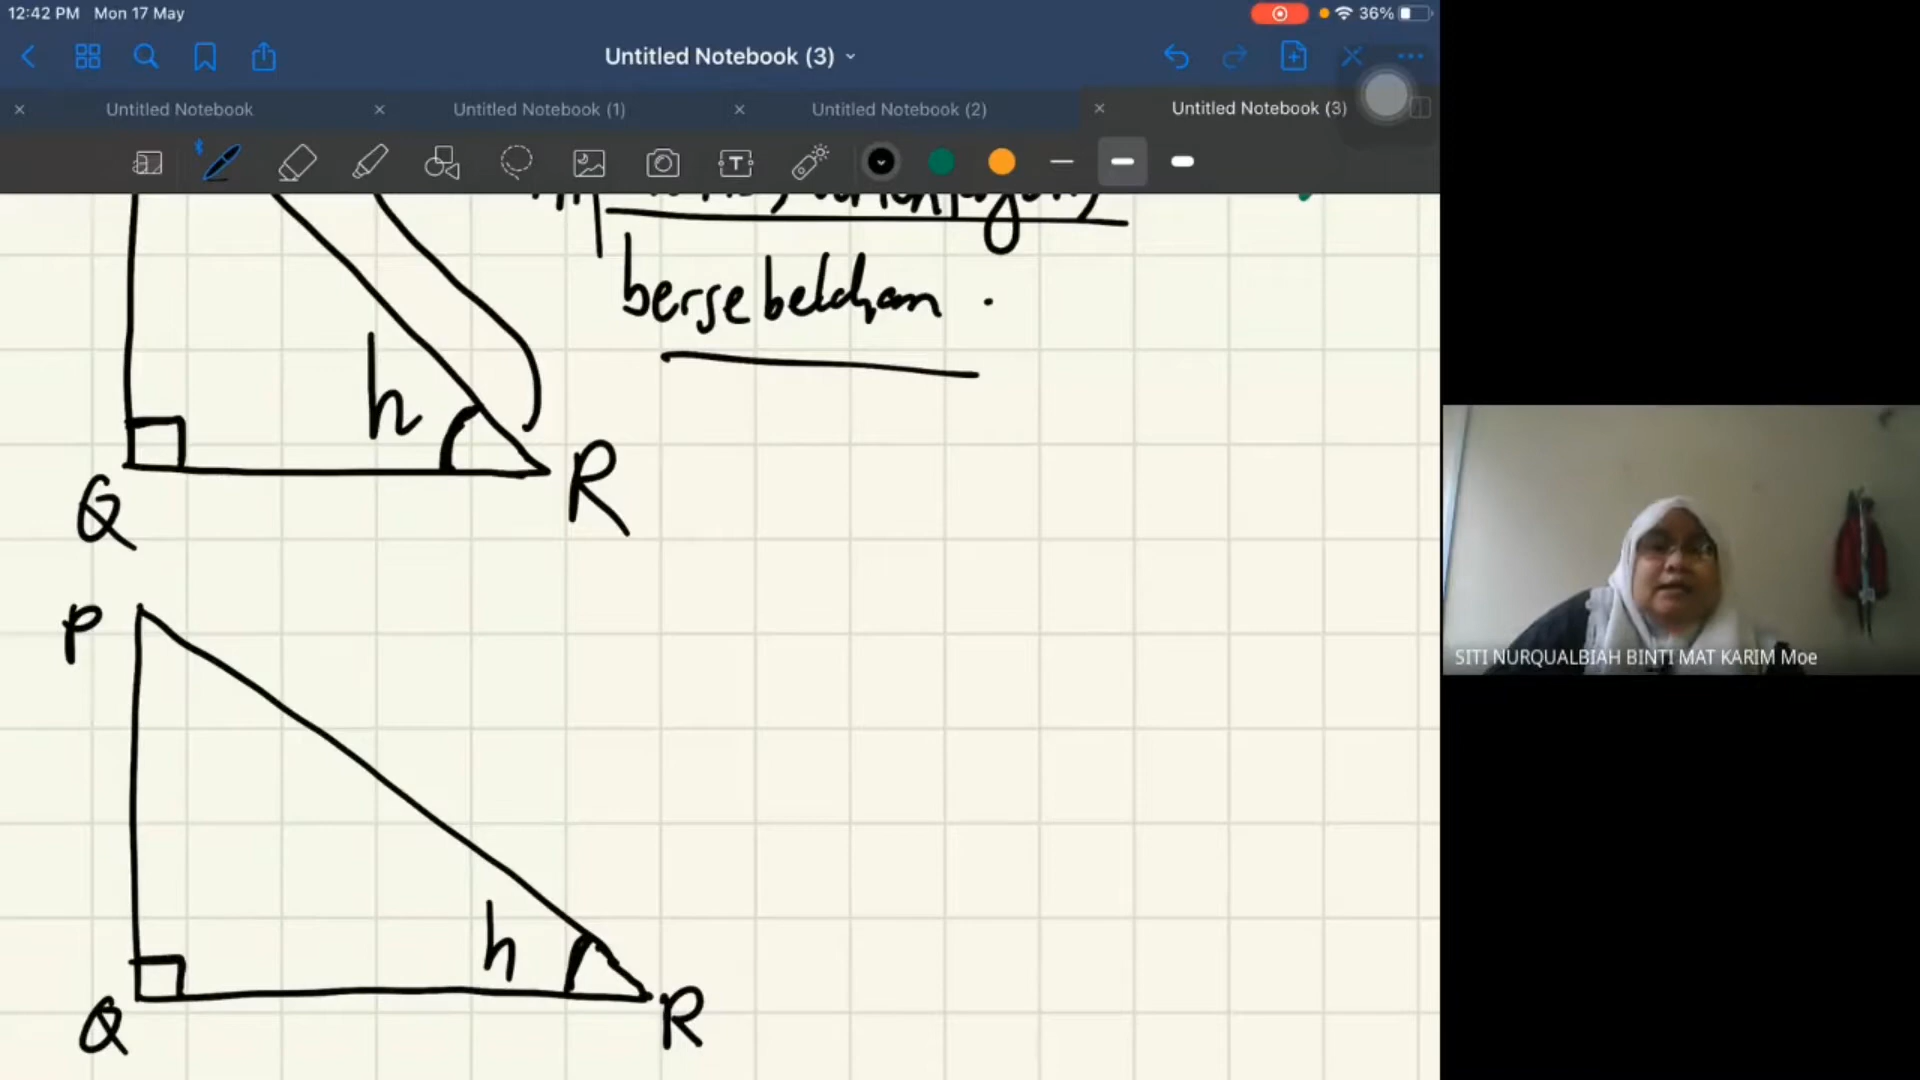 12:42 PM Mon 17 May
36%
Untitled Notebook (3)
Untitled Notebook
Untitled Notebook (1)
Untitled Notebook (2)
Untitled Notebook (3)
T
bersebelahan .
h
R
Q
P
h
Q
R
SITI NURQUALBIAH BINTI MAT KARIM Moe